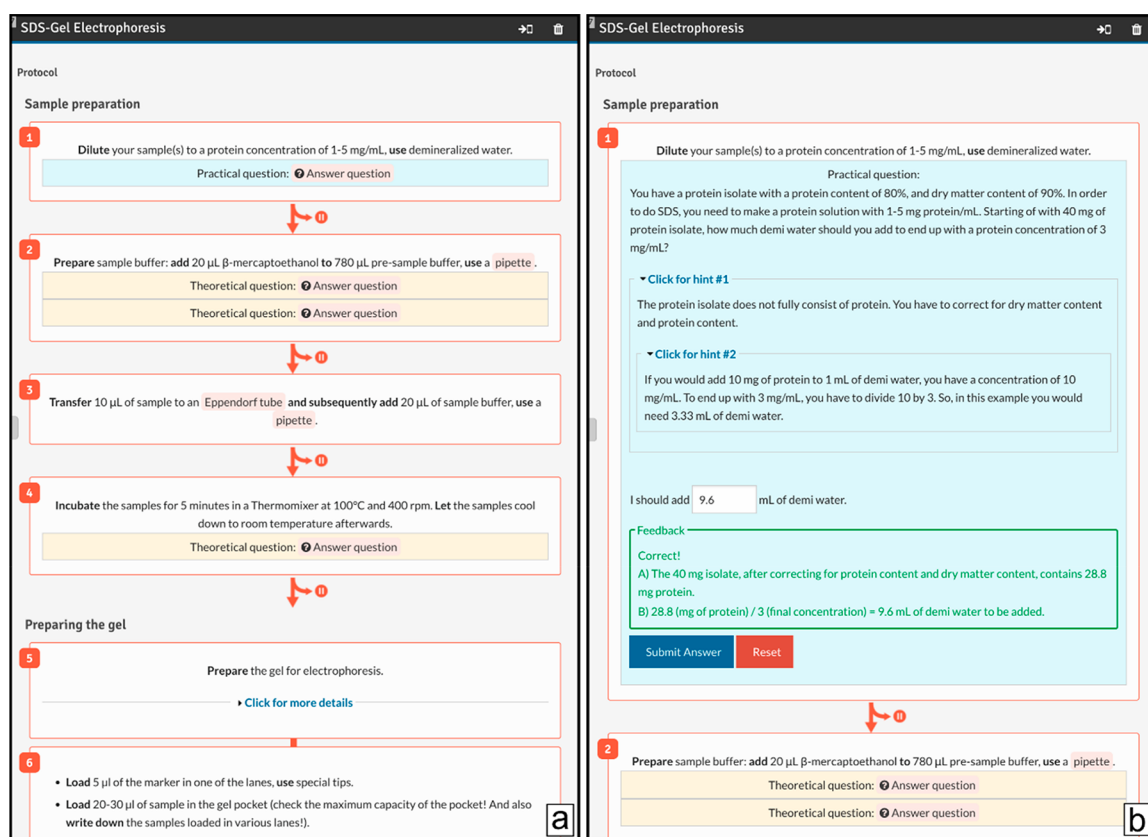 SDS-Gel Electrophoresis
Protocol
Sample preparation
1
Dilute your sample(s) to a protein concentration of 1-5 mg/mL, use demineralized water.
Practical question: Answer question
2
Prepare sample buffer: add 20 µL β-mercaptoethanol to 780 µL pre-sample buffer, use a pipette .
Theoretical question: Answer question
Theoretical question: Answer question
3
Transfer 10 µL of sample to an Eppendorf tube and subsequently add 20 µL of sample buffer, use a
pipette .
4
Incubate the samples for 5 minutes in a Thermomixer at 100°C and 400 rpm. Let the samples cool
down to room temperature afterwards.
Theoretical question: Answer question
Preparing the gel
5
Prepare the gel for electrophoresis.
Click for more details
6
• Load 5 µl of the marker in one of the lanes, use special tips.
• Load 20-30 µl of sample in the gel pocket (check the maximum capacity of the pocket! And also
write down the samples loaded in various lanes!).
a
SDS-Gel Electrophoresis
Protocol
Sample preparation
1
Dilute your sample(s) to a protein concentration of 1-5 mg/mL, use demineralized water.
Practical question:
You have a protein isolate with a protein content of 80%, and dry matter content of 90%. In order
to do SDS, you need to make a protein solution with 1-5 mg protein/mL. Starting of with 40 mg of
protein isolate, how much demi water should you add to end up with a protein concentration of 3
mg/mL?
Click for hint #1
The protein isolate does not fully consist of protein. You have to correct for dry matter content
and protein content.
Click for hint #2
If you would add 10 mg of protein to 1 mL of demi water, you have a concentration of 10
mg/mL. To end up with 3 mg/mL, you have to divide 10 by 3. So, in this example you would
need 3.33 mL of demi water.
I should add 9.6 mL of demi water.
Feedback
Correct!
A) The 40 mg isolate, after correcting for protein content and dry matter content, contains 28.8
mg protein.
B) 28.8 (mg of protein) / 3 (final concentration) = 9.6 mL of demi water to be added.
Submit Answer Reset
2
Prepare sample buffer: add 20 µL β-mercaptoethanol to 780 µL pre-sample buffer, use a pipette .
Theoretical question: Answer question
Theoretical question: Answer question
b